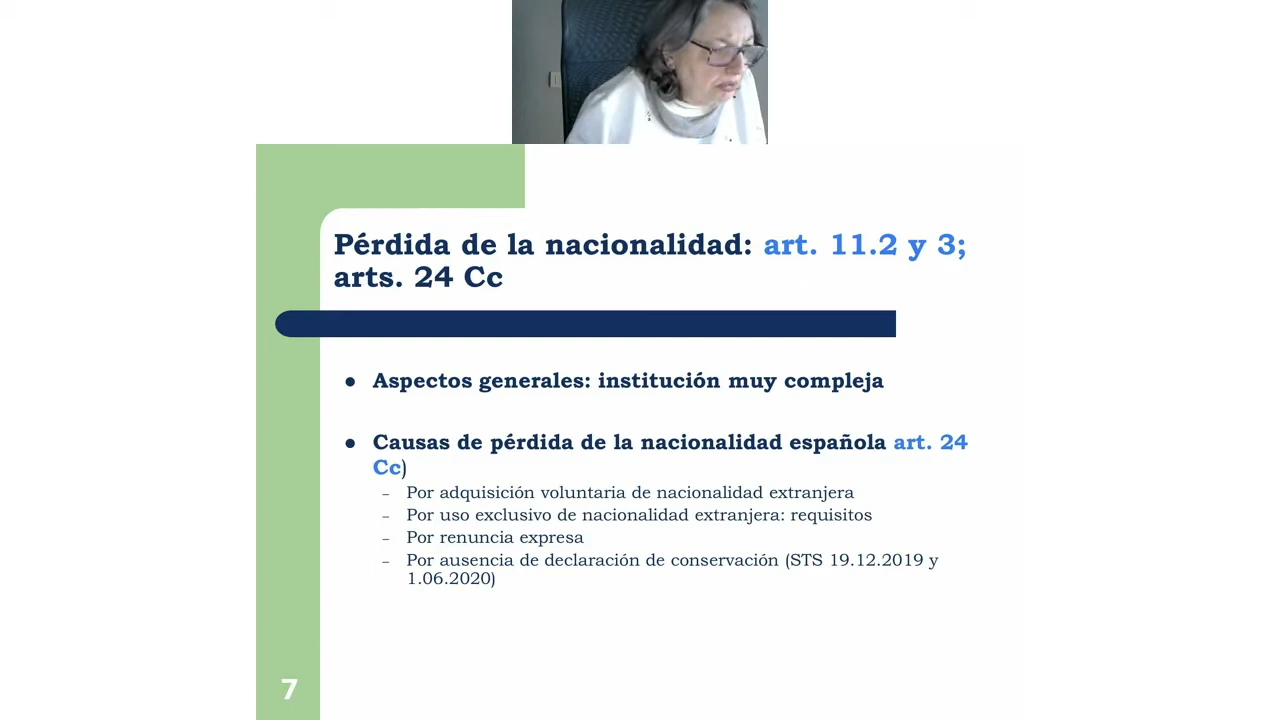 Pérdida de la nacionalidad: art. 11.2 y 3;
arts. 24 Cc
● Aspectos generales: institución muy compleja
● Causas de pérdida de la nacionalidad española art. 24
Cc)
– Por adquisición voluntaria de nacionalidad extranjera
– Por uso exclusivo de nacionalidad extranjera: requisitos
– Por renuncia expresa
– Por ausencia de declaración de conservación (STS 19.12.2019 y
1.06.2020)
7